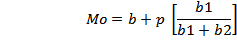 Mo = b + p [b1 / (b1 + b2)]